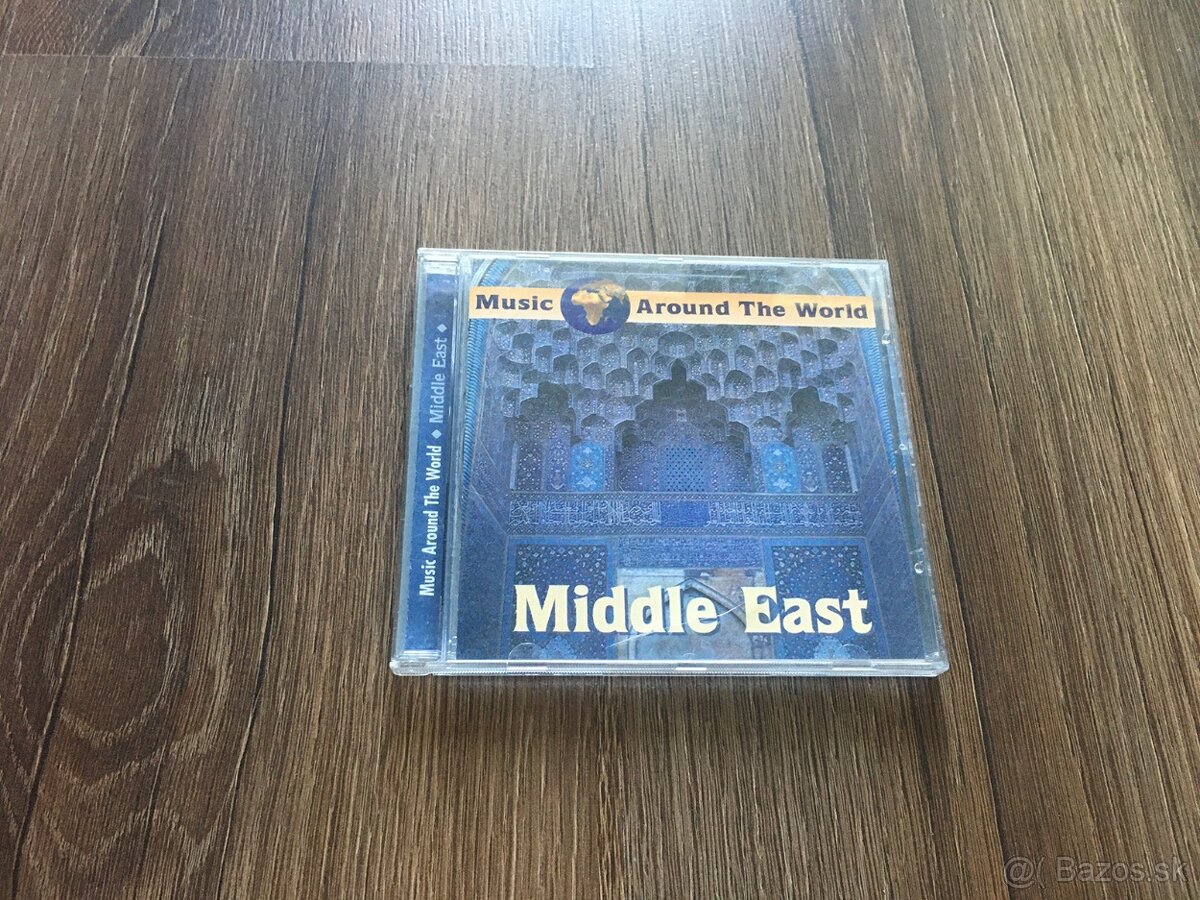 Music Around The World
Middle East
Music Around The World ◆ Middle East ◆
@( Bazos.sk